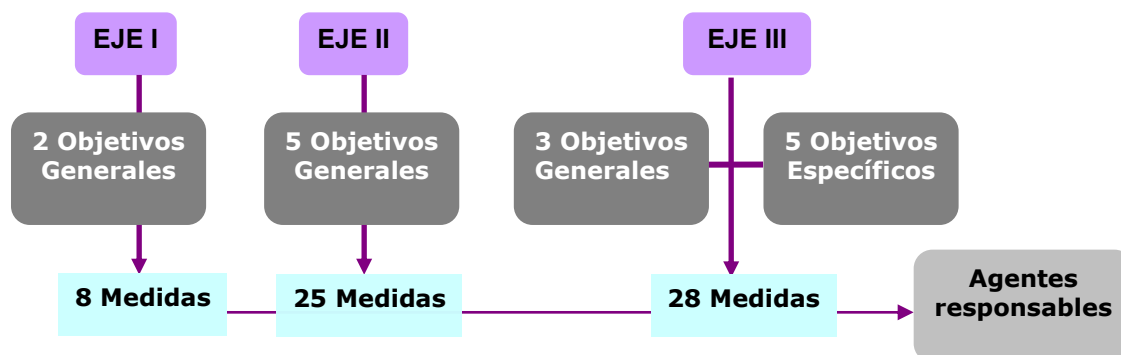 EJE I
EJE II
EJE III
2 Objetivos
Generales
5 Objetivos
Generales
3 Objetivos
Generales
5 Objetivos
Específicos
8 Medidas
25 Medidas
28 Medidas
Agentes
responsables